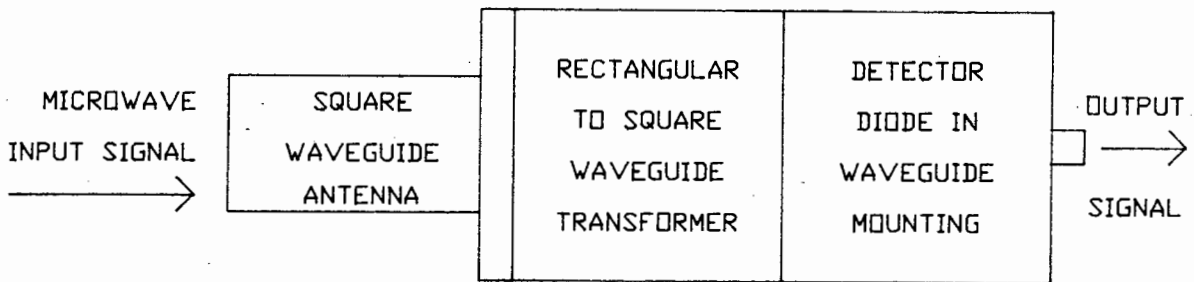 MICROWAVE
INPUT SIGNAL
SQUARE
WAVEGUIDE
ANTENNA
RECTANGULAR
TO SQUARE
WAVEGUIDE
TRANSFORMER
DETECTOR
DIODE IN
WAVEGUIDE
MOUNTING
OUTPUT
SIGNAL